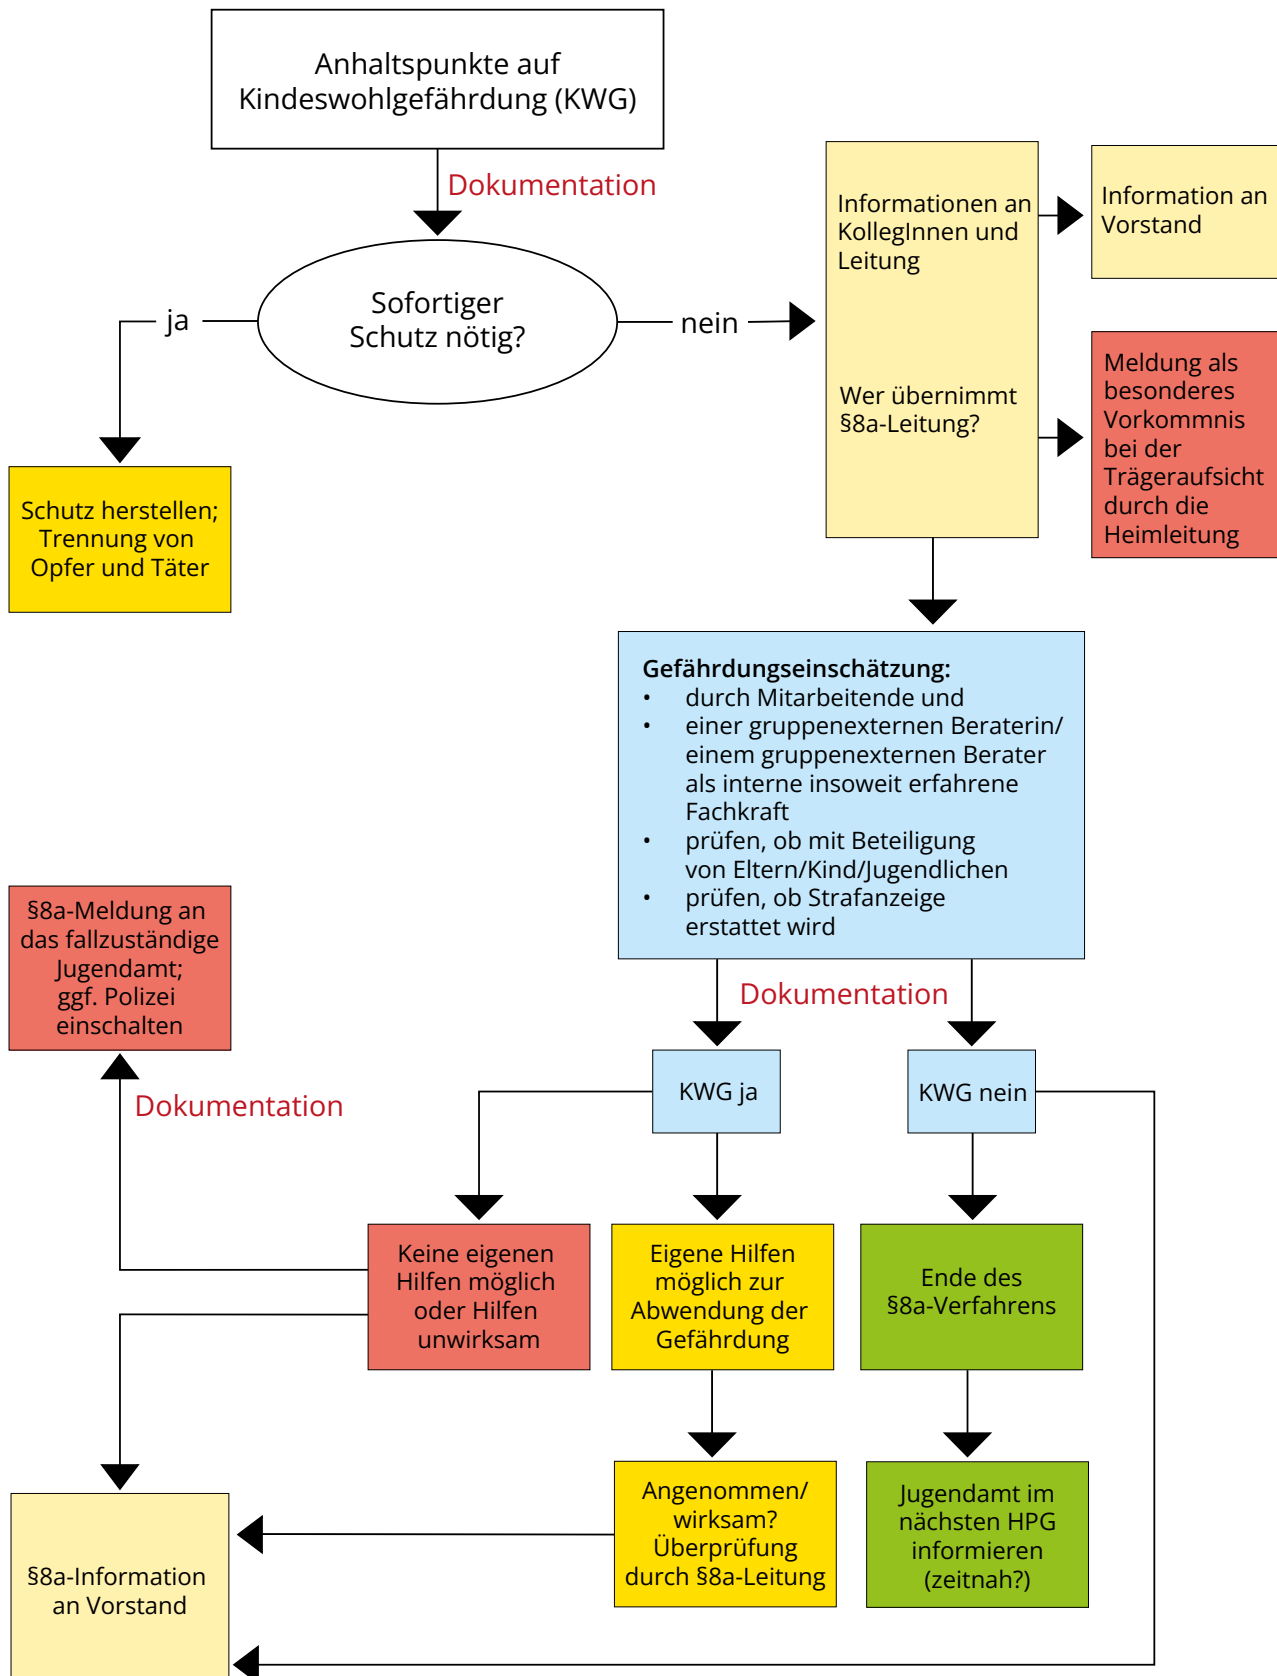 Anhaltspunkte auf
Kindeswohlgefährdung (KWG)
Dokumentation
Sofortiger
Schutz nötig?
ja
nein
Schutz herstellen;
Trennung von
Opfer und Täter
Informationen an
KollegInnen und
Leitung
Wer übernimmt
§8a-Leitung?
Information an
Vorstand
Meldung als
besonderes
Vorkommnis
bei der
Trägeraufsicht
durch die
Heimleitung
Gefährdungseinschätzung:
• durch Mitarbeitende und
• einer gruppenexternen Beraterin/
einem gruppenexternen Berater
als interne insoweit erfahrene
Fachkraft
• prüfen, ob mit Beteiligung
von Eltern/Kind/Jugendlichen
• prüfen, ob Strafanzeige
erstattet wird
§8a-Meldung an
das fallzuständige
Jugendamt;
ggf. Polizei
einschalten
Dokumentation
Dokumentation
KWG ja
KWG nein
Keine eigenen
Hilfen möglich
oder Hilfen
unwirksam
Eigene Hilfen
möglich zur
Abwendung der
Gefährdung
Ende des
§8a-Verfahrens
Angenommen/
wirksam?
Überprüfung
durch §8a-Leitung
Jugendamt im
nächsten HPG
informieren
(zeitnah?)
§8a-Information
an Vorstand